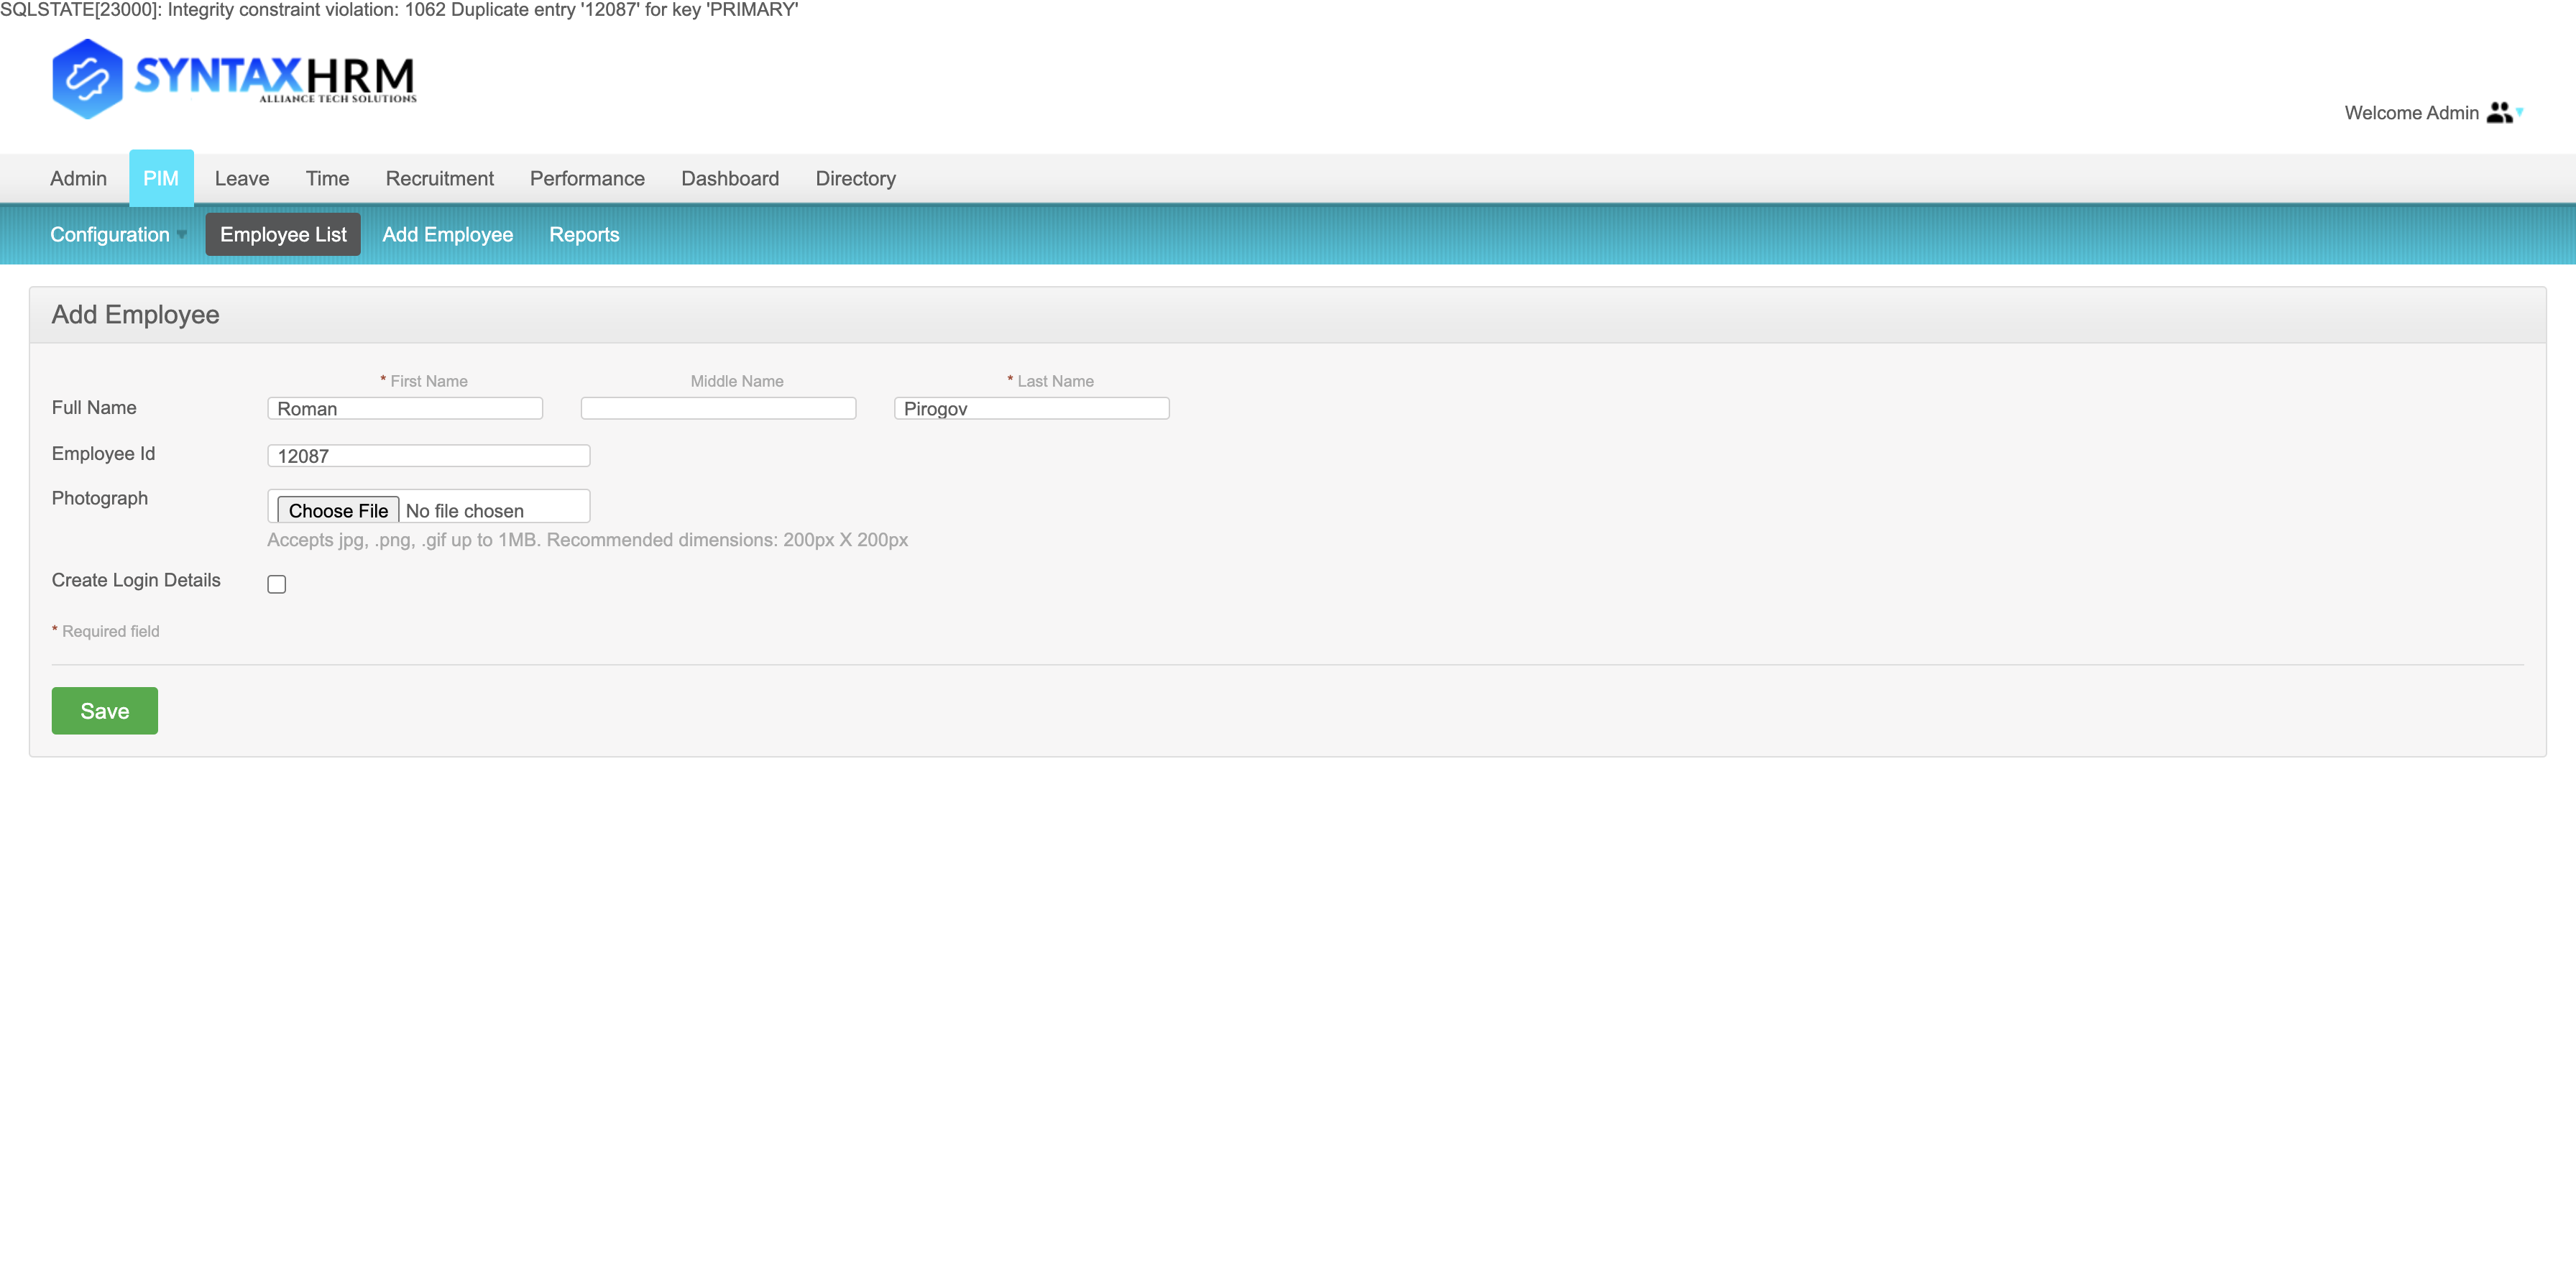 SQLSTATE[23000]: Integrity constraint violation: 1062 Duplicate entry '12087' for key 'PRIMARY'
SYNTAXHRM
ALLIANCE TECH SOLUTIONS
Welcome Admin
Admin PIM Leave Time Recruitment Performance Dashboard Directory
Configuration Employee List Add Employee Reports
Add Employee
* First Name Middle Name * Last Name
Full Name Roman Pirogov
Employee Id 12087
Photograph Choose File No file chosen
Accepts jpg, .png, .gif up to 1MB. Recommended dimensions: 200px X 200px
Create Login Details
* Required field
Save